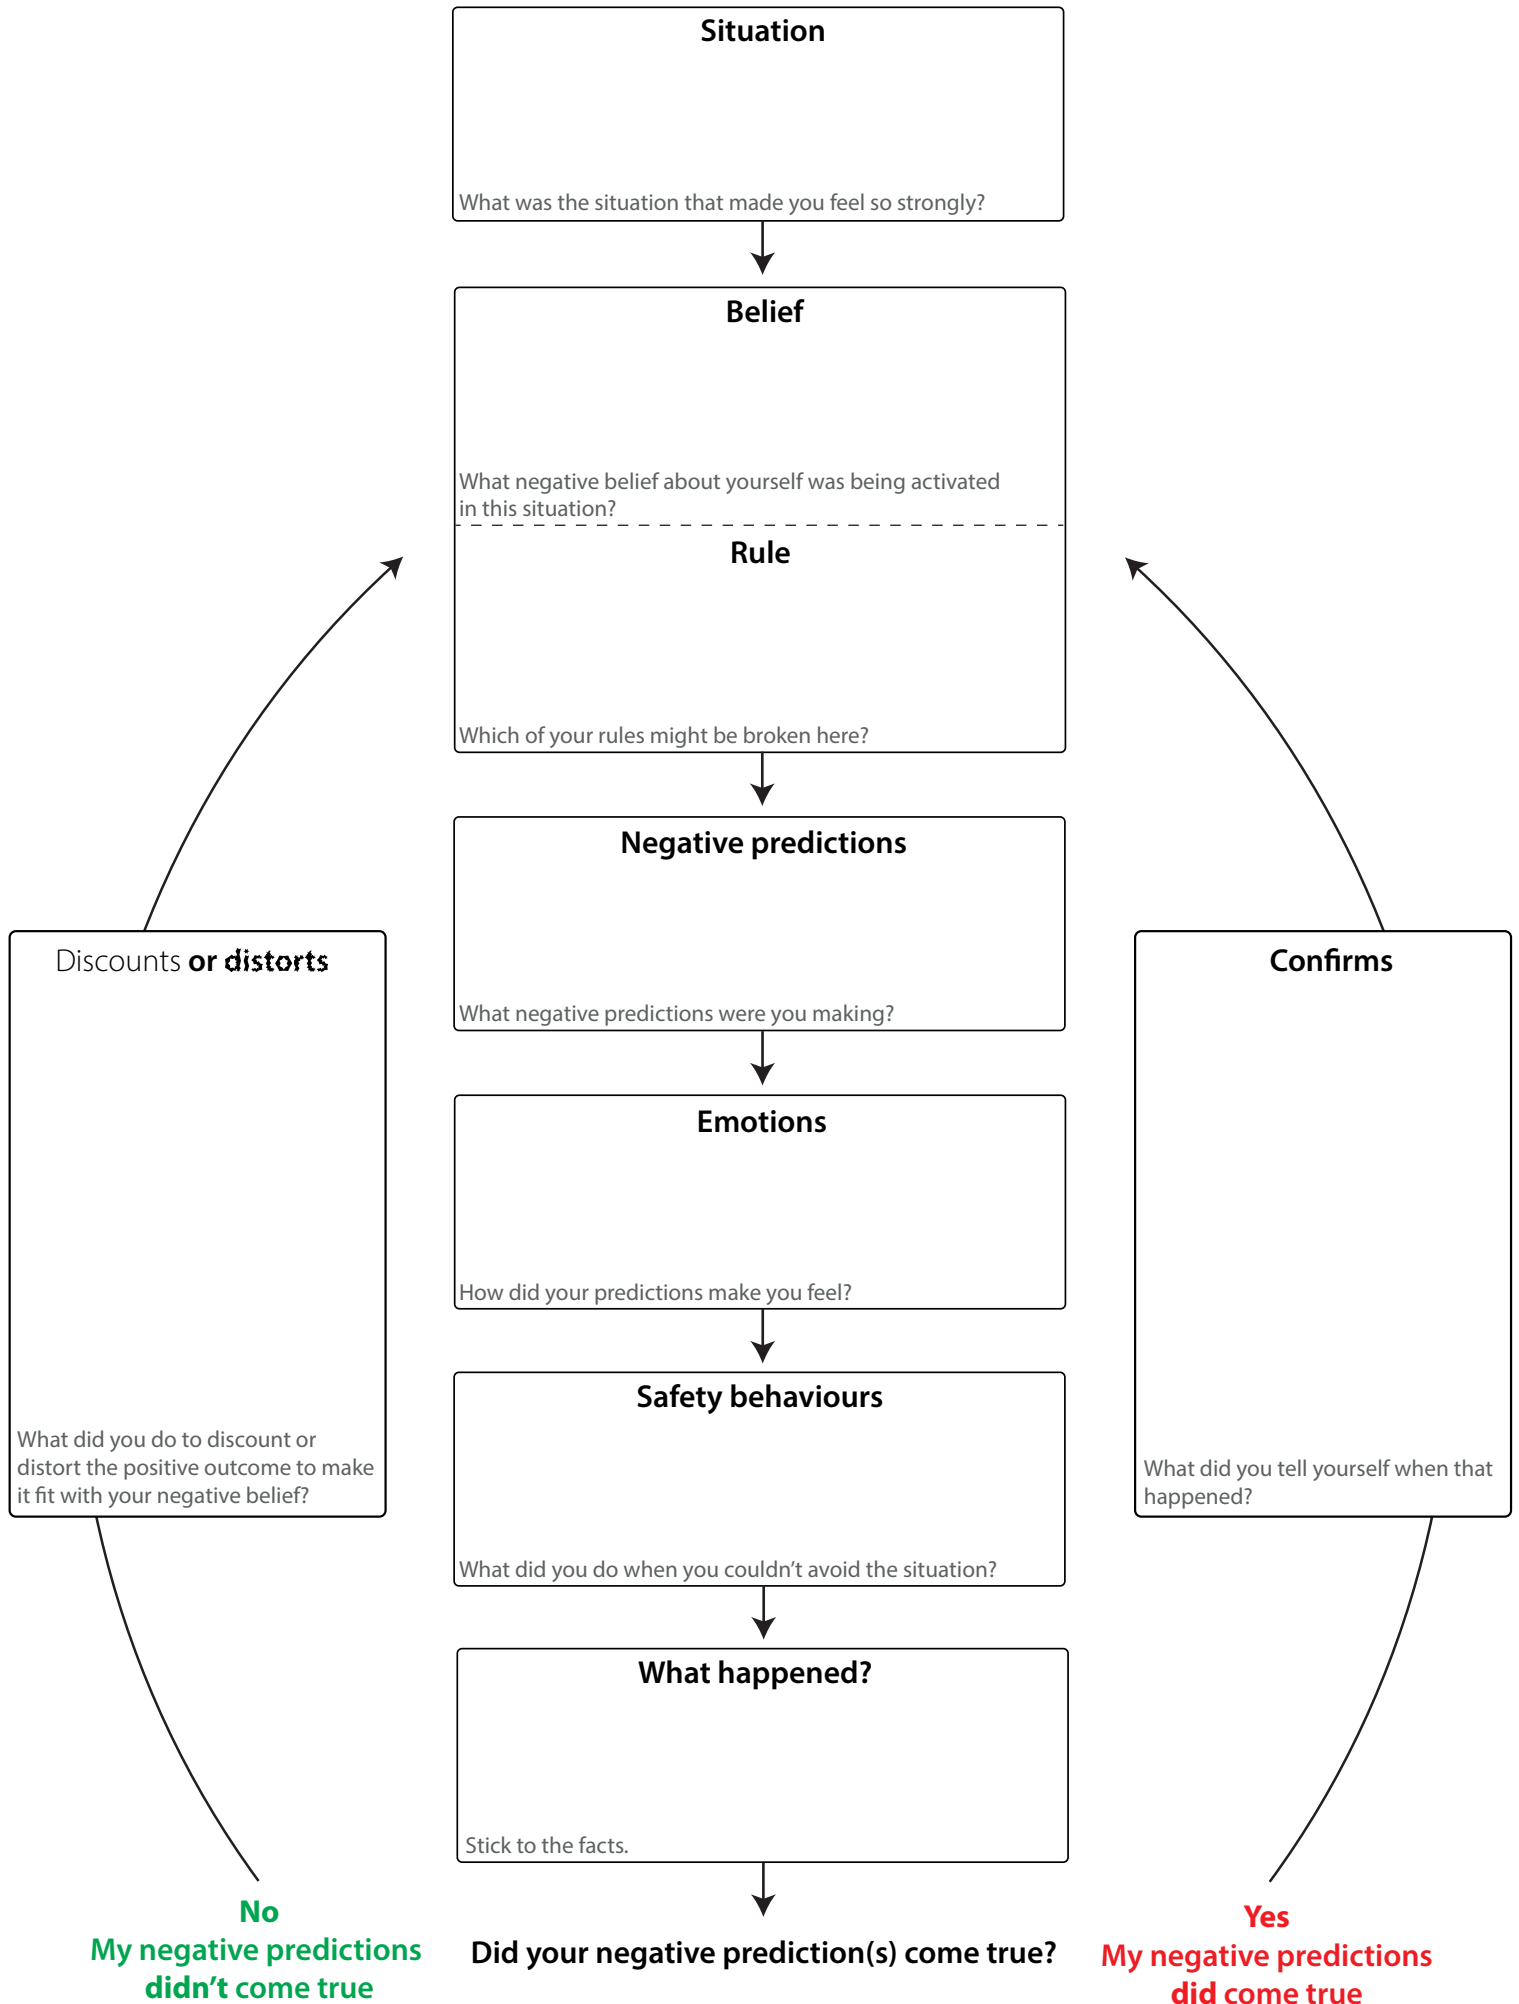 Situation
What was the situation that made you feel so strongly?
Belief
What negative belief about yourself was being activated
in this situation?
Rule
Which of your rules might be broken here?
Negative predictions
What negative predictions were you making?
Emotions
How did your predictions make you feel?
Safety behaviours
What did you do when you couldn’t avoid the situation?
What happened?
Stick to the facts.
Did your negative prediction(s) come true?
Discounts or distorts
What did you do to discount or
distort the positive outcome to make
it fit with your negative belief?
No
My negative predictions
didn’t come true
Confirms
What did you tell yourself when that
happened?
Yes
My negative predictions
did come true